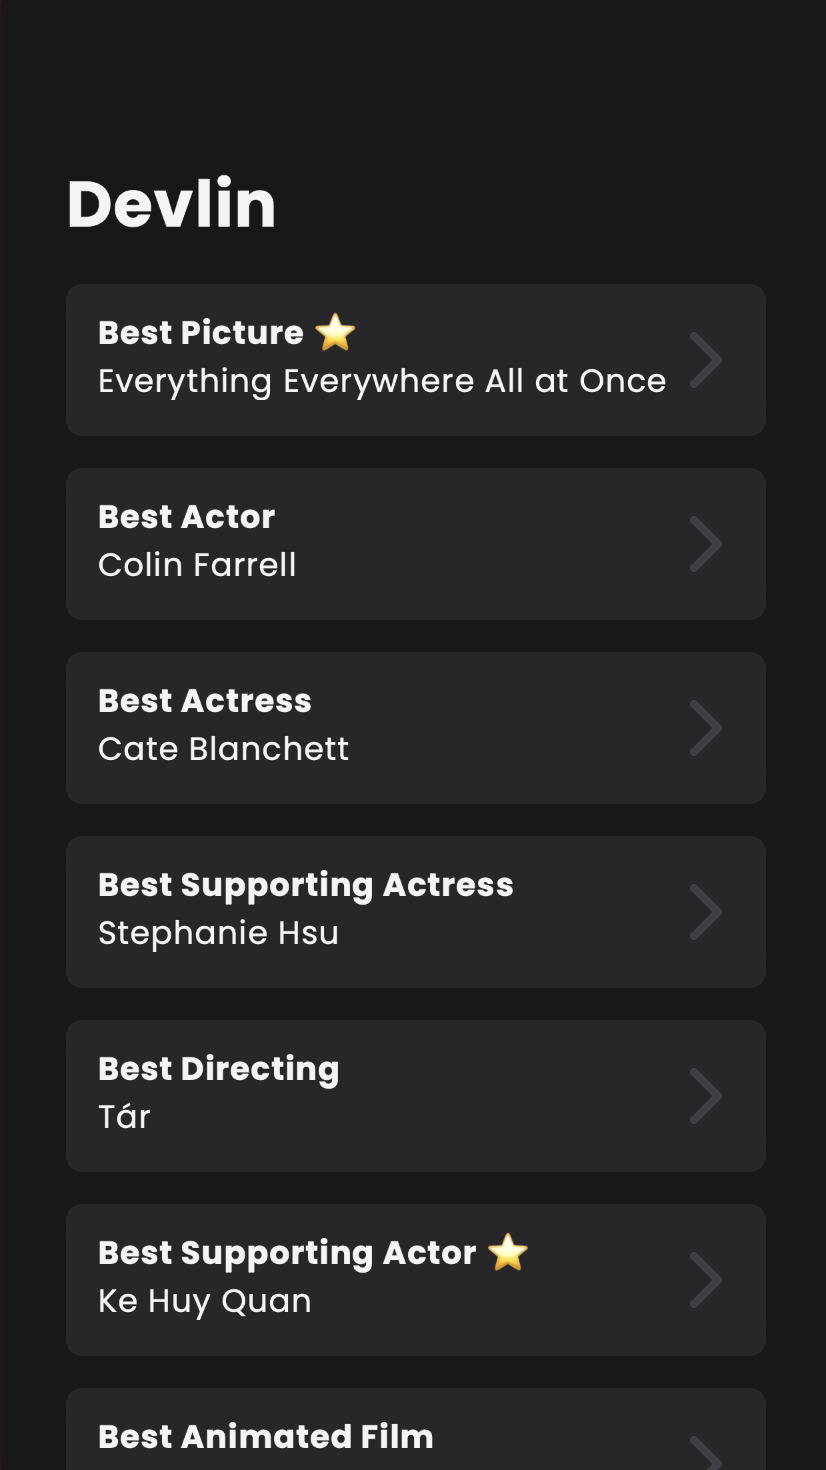 Devlin
Best Picture ⭐
Everything Everywhere All at Once
Best Actor
Colin Farrell
Best Actress
Cate Blanchett
Best Supporting Actress
Stephanie Hsu
Best Directing
Tár
Best Supporting Actor ⭐
Ke Huy Quan
Best Animated Film